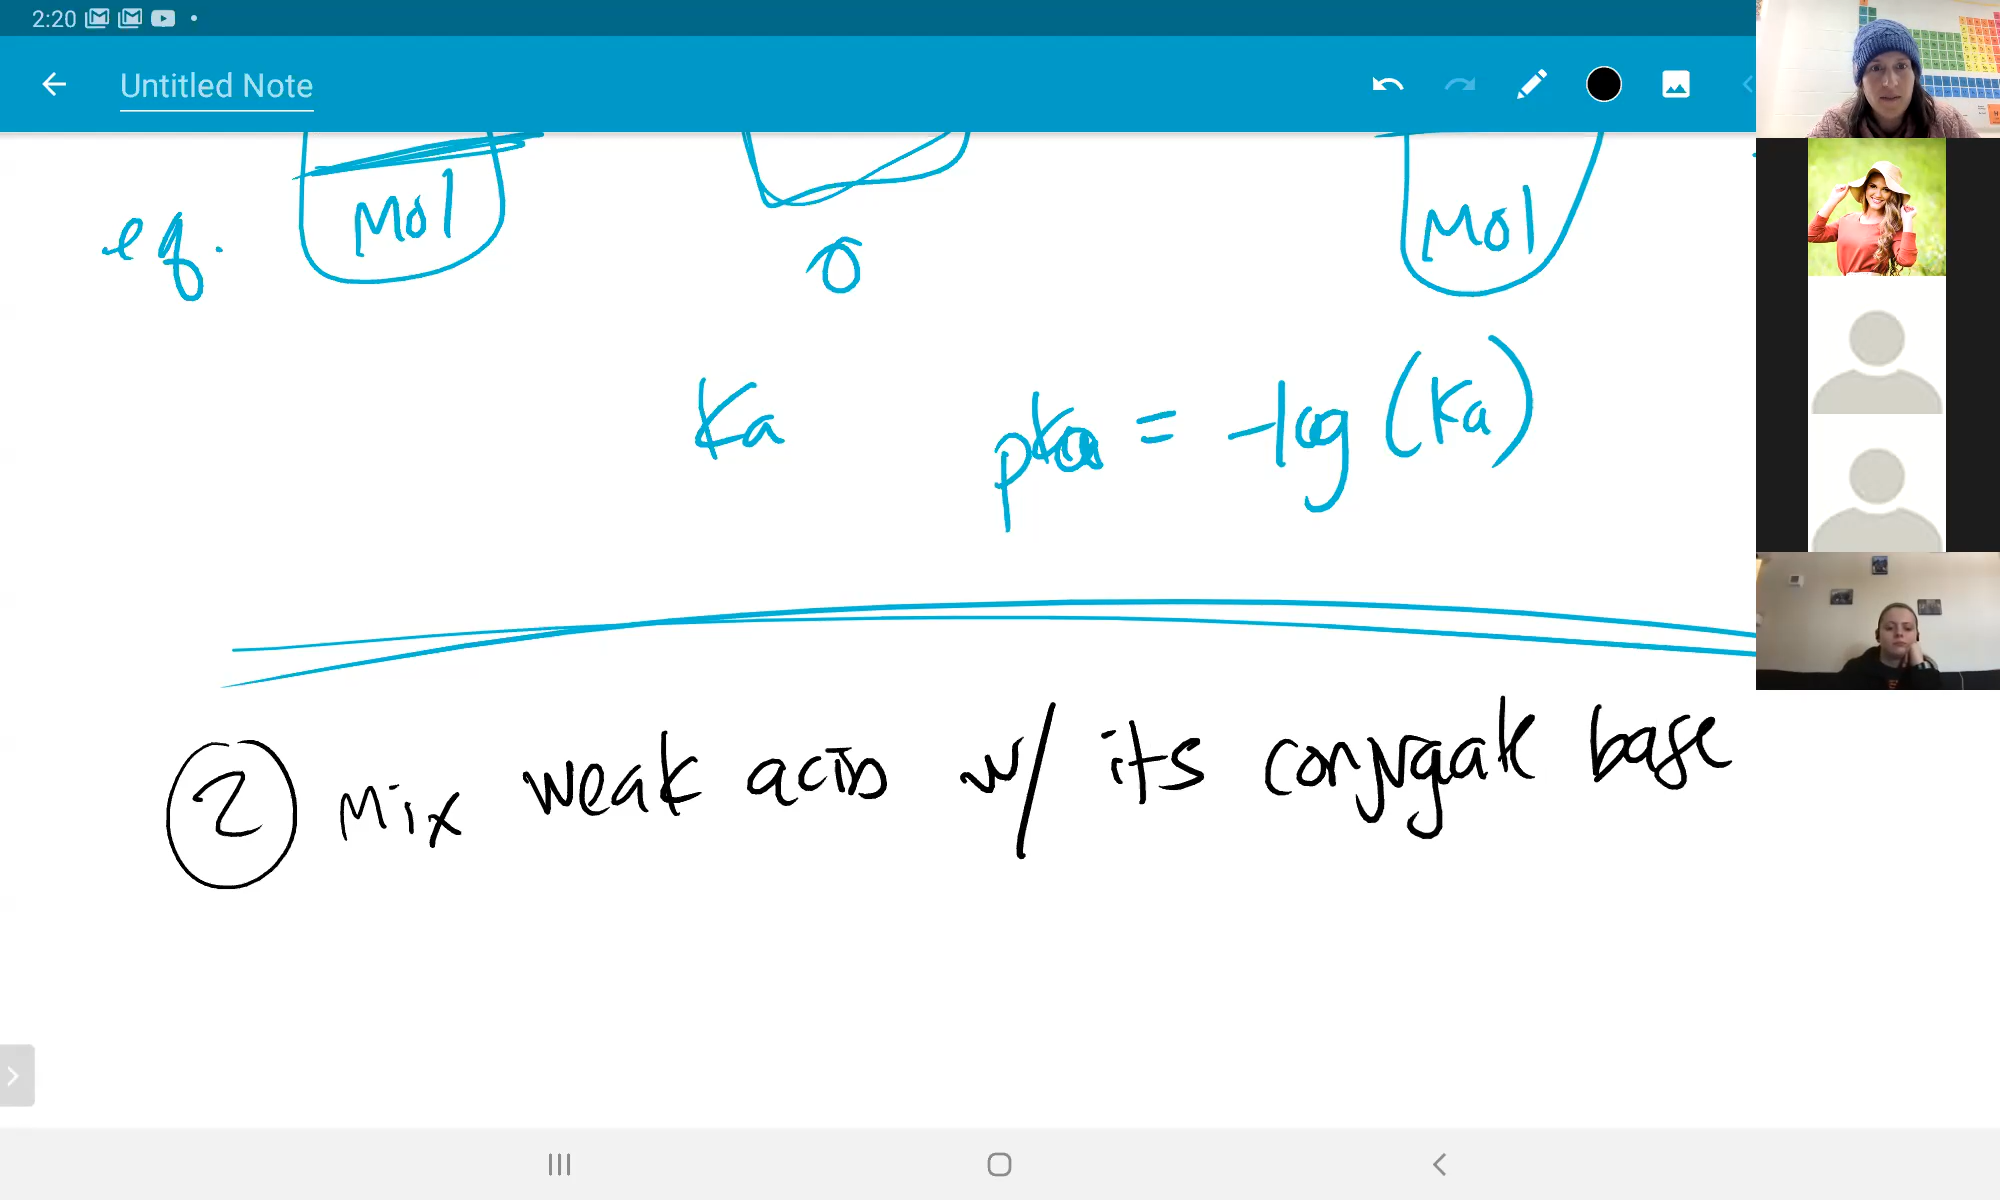 2:20
Untitled Note
eq. Mol 0 Mol
Ka pKa = -log (Ka)
2 Mix weak acid w/ its conjugate base